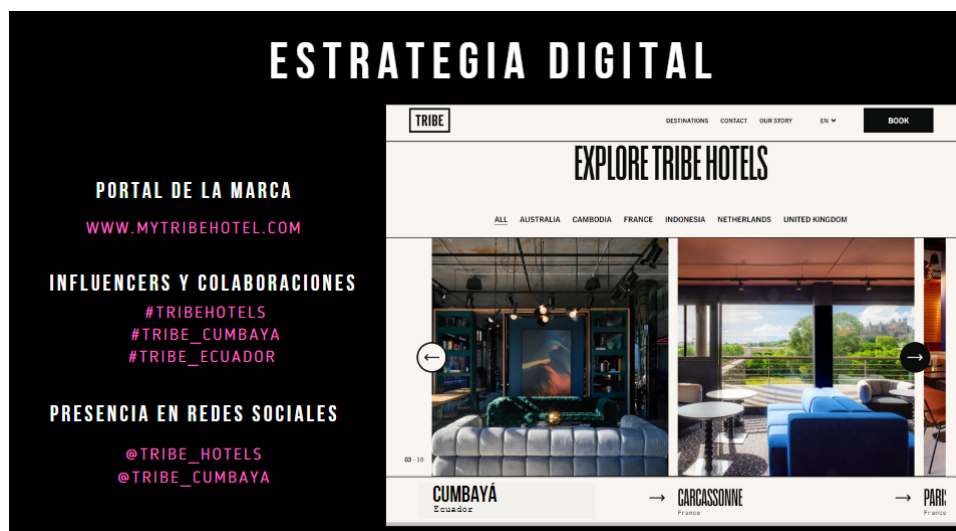 ESTRATEGIA DIGITAL
PORTAL DE LA MARCA
WWW.MYTRIBEHOTEL.COM
INFLUENCERS Y COLABORACIONES
#TRIBEHOTELS
#TRIBE_CUMBAYA
#TRIBE_ECUADOR
PRESENCIA EN REDES SOCIALES
@TRIBE_HOTELS
@TRIBE_CUMBAYA
TRIBE
DESTINATIONS CONTACT OUR STORY EN BOOK
EXPLORE TRIBE HOTELS
ALL AUSTRALIA CAMBODIA FRANCE INDONESIA NETHERLANDS UNITED KINGDOM
03 - 10
CUMBAYÁ → CARCASSONNE → PARI
Ecuador France France